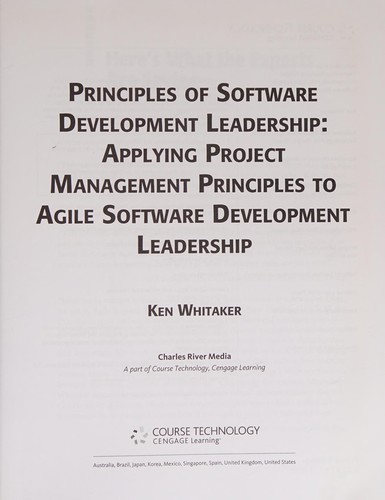 PRINCIPLES OF SOFTWARE
DEVELOPMENT LEADERSHIP:
APPLYING PROJECT
MANAGEMENT PRINCIPLES TO
AGILE SOFTWARE DEVELOPMENT
LEADERSHIP
KEN WHITAKER
Charles River Media
A part of Course Technology, Cengage Learning
COURSE TECHNOLOGY
CENGAGE Learning™
Australia, Brazil, Japan, Korea, Mexico, Singapore, Spain, United Kingdom, United States